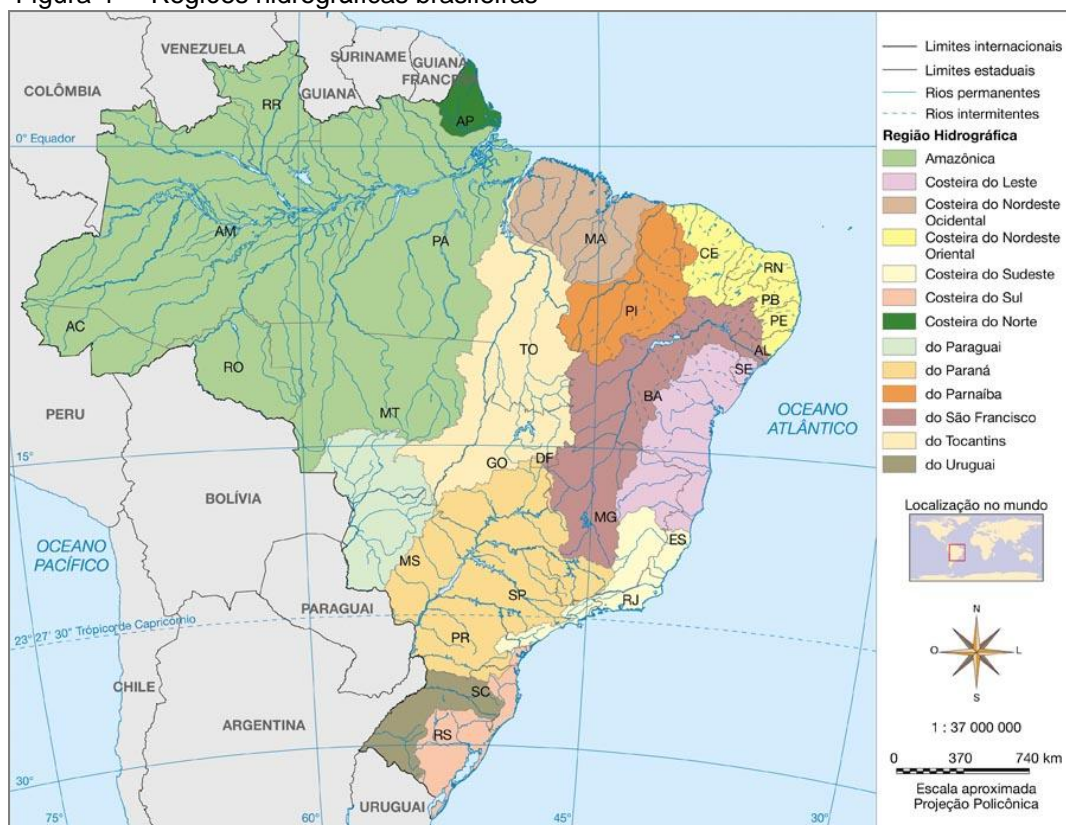 Figura 1 – Regiões hidrográficas brasileiras
VENEZUELA
SURINAME
GUIANA
FRANCESA
COLÔMBIA
GUIANA
RR
AP
0° Equador
AM
PA
MA
CE
RN
PB
PE
AL
SE
PI
AC
RO
TO
MT
BA
PERU
OCEANO
ATLÂNTICO
15°
GO
DF
BOLÍVIA
MG
ES
OCEANO
PACÍFICO
MS
SP
RJ
PARAGUAI
23° 27' 30" Trópico de Capricórnio
PR
CHILE
SC
ARGENTINA
RS
30°
URUGUAI
75°
60°
45°
30°
Limites internacionais
Limites estaduais
Rios permanentes
Rios intermitentes
Região Hidrográfica
Amazônica
Costeira do Leste
Costeira do Nordeste
Ocidental
Costeira do Nordeste
Oriental
Costeira do Sudeste
Costeira do Sul
Costeira do Norte
do Paraguai
do Paraná
do Parnaíba
do São Francisco
do Tocantins
do Uruguai
Localização no mundo
N
O
L
S
1 : 37 000 000
0 370 740 km
Escala aproximada
Projeção Policônica